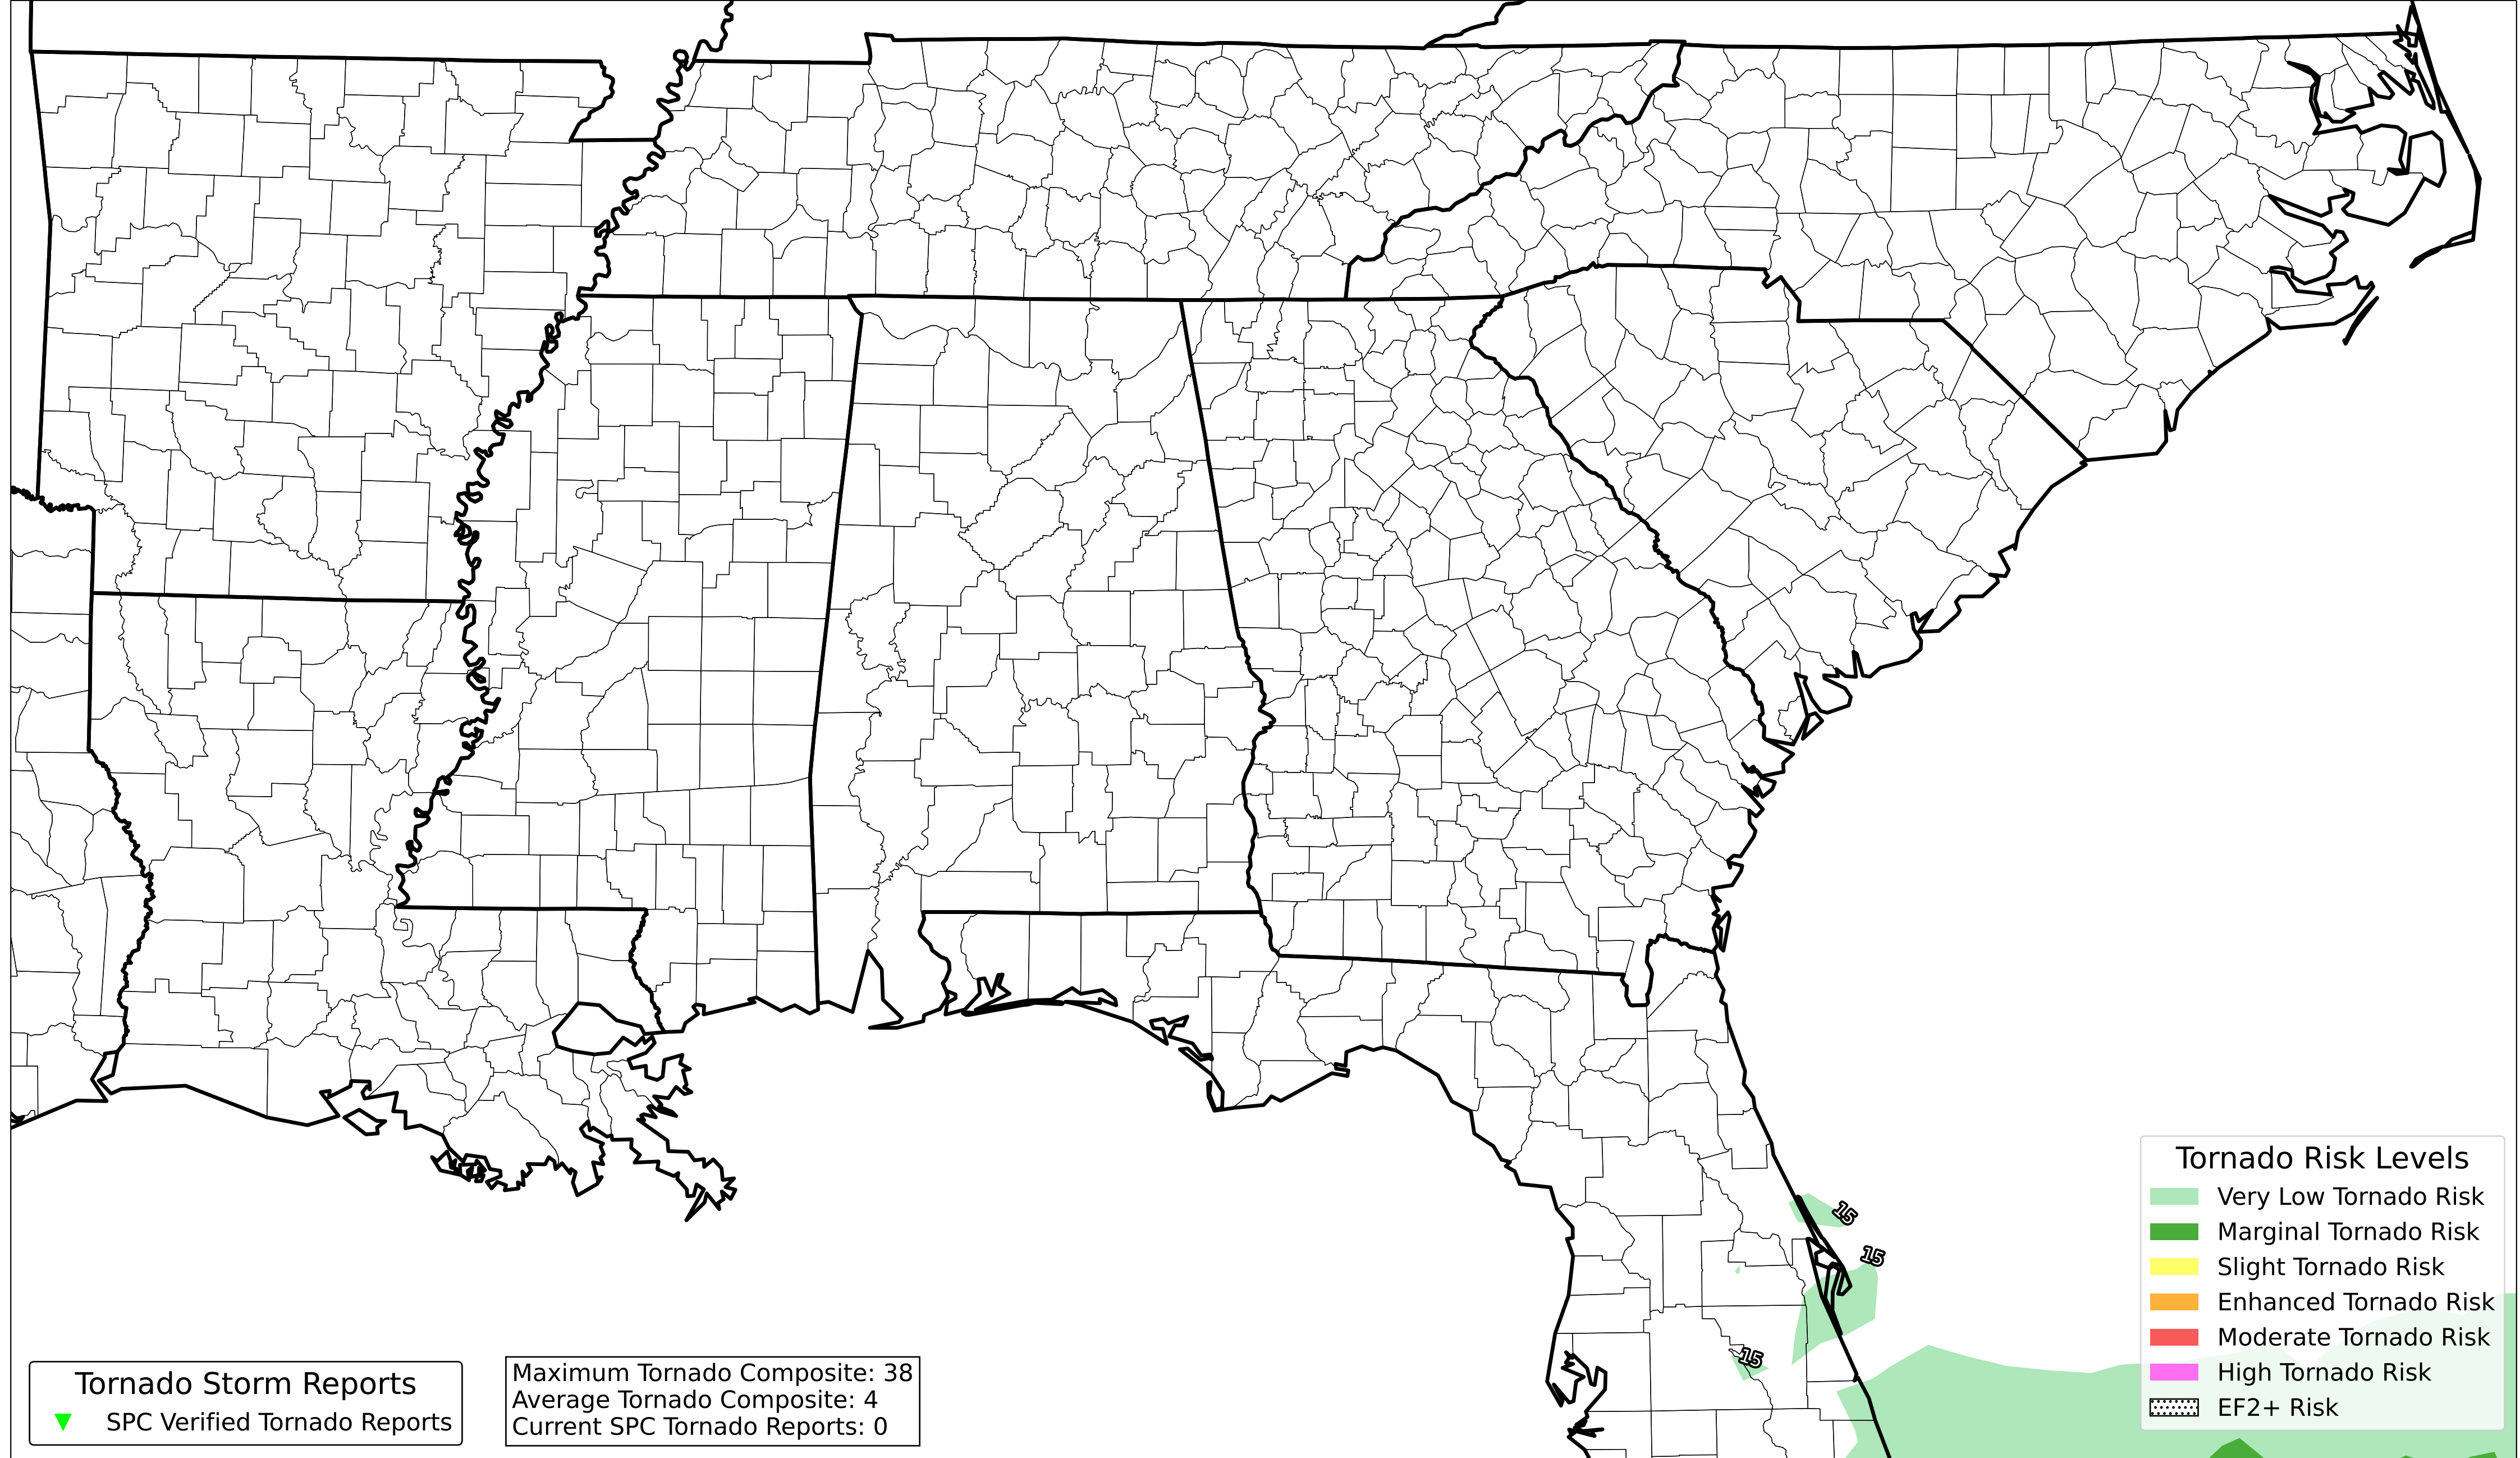 15
15
15
Tornado Risk Levels
Very Low Tornado Risk
Marginal Tornado Risk
Slight Tornado Risk
Enhanced Tornado Risk
Moderate Tornado Risk
High Tornado Risk
EF2+ Risk
Tornado Storm Reports
SPC Verified Tornado Reports
Maximum Tornado Composite: 38
Average Tornado Composite: 4
Current SPC Tornado Reports: 0